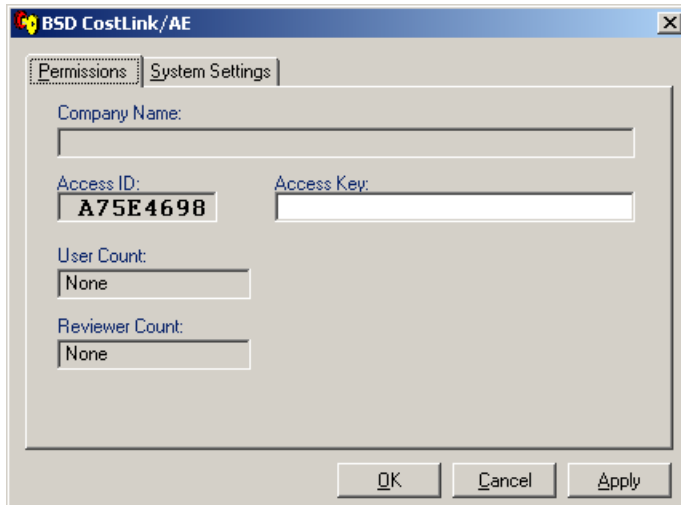 BSD CostLink/AE
Permissions System Settings
Company Name:
Access ID: Access Key:
A75E4698
User Count:
None
Reviewer Count:
None
OK Cancel Apply